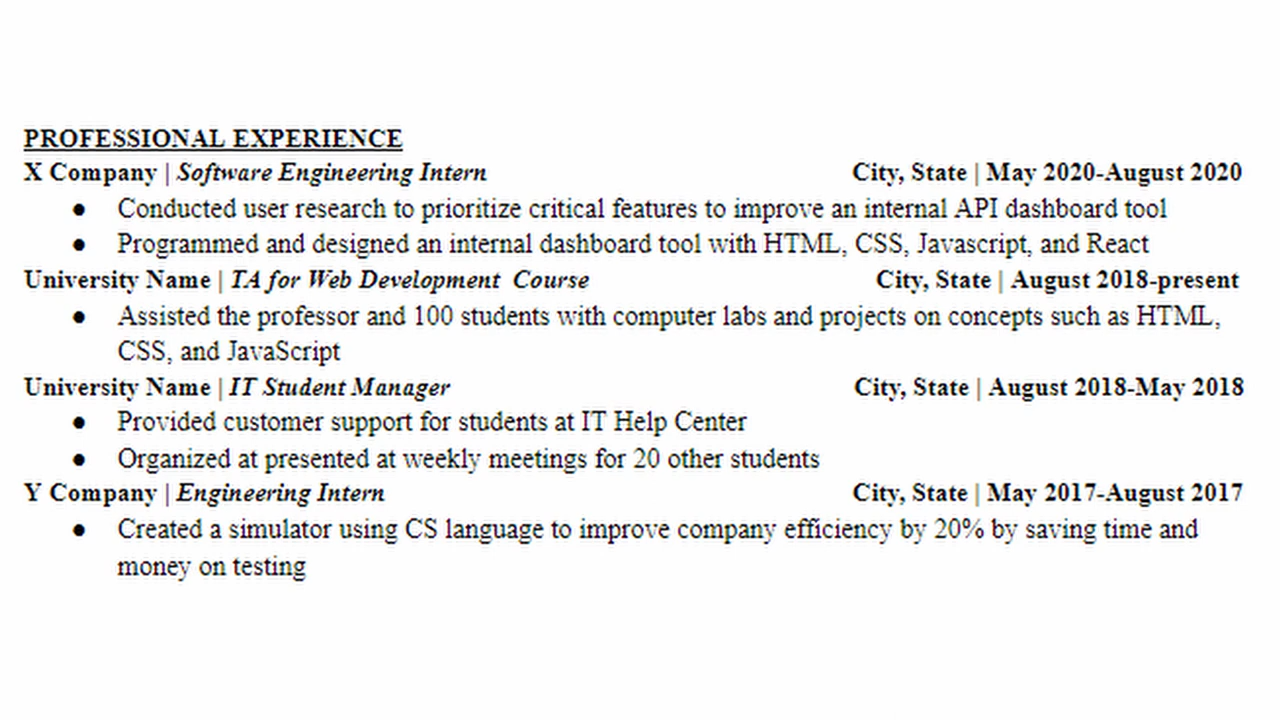 PROFESSIONAL EXPERIENCE
X Company | Software Engineering Intern City, State | May 2020-August 2020
● Conducted user research to prioritize critical features to improve an internal API dashboard tool
● Programmed and designed an internal dashboard tool with HTML, CSS, Javascript, and React
University Name | TA for Web Development Course City, State | August 2018-present
● Assisted the professor and 100 students with computer labs and projects on concepts such as HTML,
CSS, and JavaScript
University Name | IT Student Manager City, State | August 2018-May 2018
● Provided customer support for students at IT Help Center
● Organized at presented at weekly meetings for 20 other students
Y Company | Engineering Intern City, State | May 2017-August 2017
● Created a simulator using CS language to improve company efficiency by 20% by saving time and
money on testing